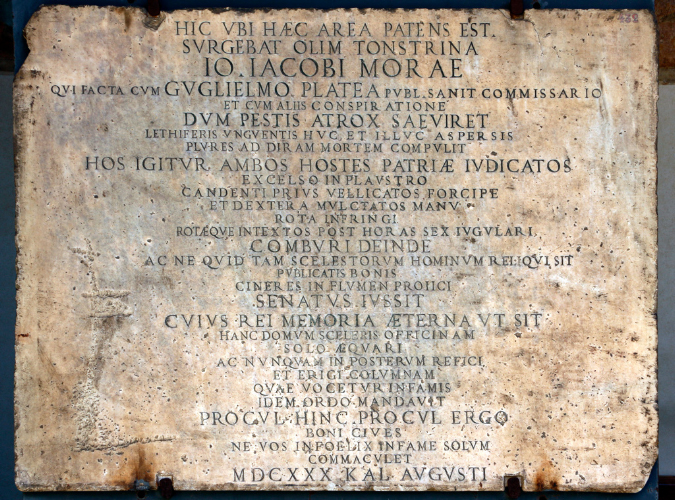 HIC VBI HÆC AREA PATENS EST
SVRGEBAT OLIM TONSTRINA
IO. IACOBI MORAE
QVI FACTA CVM GVGLIELMO PLATEA PVBL. SANIT COMMISSARIO
ET CVM ALIIS CONSPIRATIONE
DVM PESTIS ATROX SAEVIRET
LETHIFERIS VNGVENTIS HVC, ET ILLVC ASPERSIS
PLVRES AD DIRAM MORTEM COMPVLIT
HOS IGITVR AMBOS HOSTES PATRIÆ IVDICATOS
EXCELSO IN PLAVSTRO
CANDENTI PRIVS VELLICATOS FORCIPE
ET DEXTERA MVLCTATOS MANV
ROTA INFRINGI
ROTÆQVE INTEXTOS POST HORAS SEX IVGVLARI,
COMBVRI DEINDE
AC NE QVID TAM SCELESTORVM HOMINVM RELIQVI SIT
PVBLICATIS BONIS
CINERES IN FLVMEN PROIICI
SENATVS IVSSIT
CVIVS REI MEMORIA ÆTERNA VT SIT
HANC DOMVM SCELERIS OFFICINAM
SOLO ÆQVARI
AC NVNQVAM IN POSTERVM REFICI
ET ERIGI COLVMNAM
QVAE VOCETVR INFAMIS
IDEM ORDO MANDAVIT
PROCVL HINC PROCVL ERGO
BONI CIVES
NE VOS INFOELIX INFAME SOLVM
COMMACVLET
MDCXXX KAL AVGVSTI